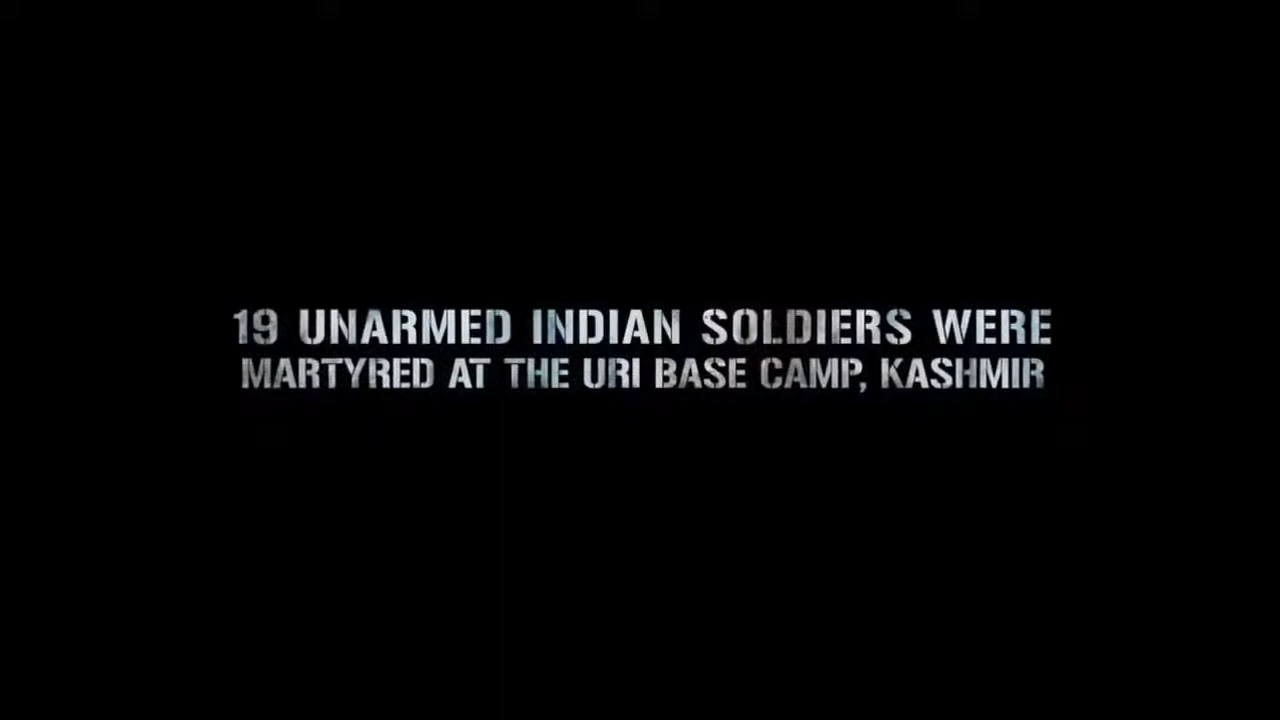 19 UNARMED INDIAN SOLDIERS WERE
MARTYRED AT THE URI BASE CAMP, KASHMIR